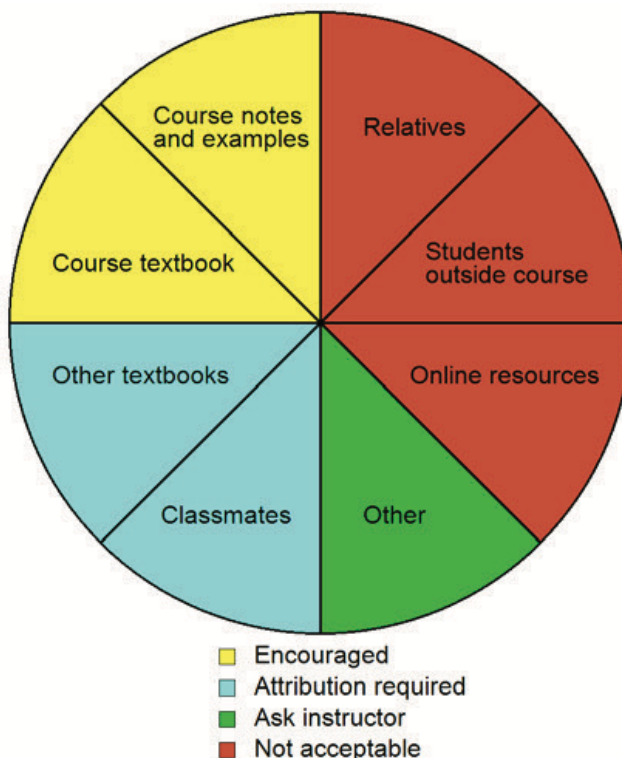 Course notes
and examples
Relatives
Course textbook
Students
outside course
Other textbooks
Online resources
Classmates
Other
Encouraged
Attribution required
Ask instructor
Not acceptable